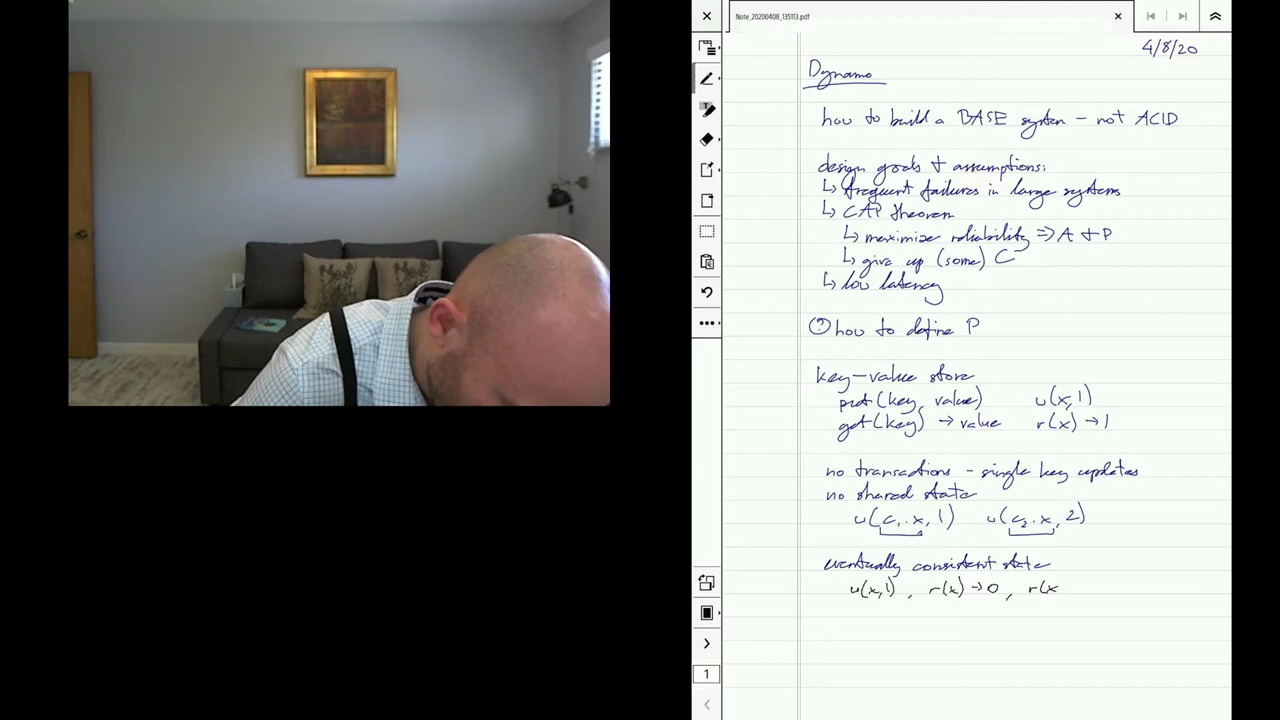 Note_20200408_135113.pdf
4/8/20
Dynamo
how to build a BASE system – not ACID
design goals + assumptions:
↳ frequent failures in large systems
↳ CAP theorem
↳ maximize reliability ⇒ A + P
↳ give up (some) C
↳ low latency
? how to define P
key-value store
put(key, value) w(x,1)
get(key) → value r(x) → 1
no transactions – single key updates
no shared state
w(c₁.x, 1) w(c₂.x, 2)
eventually consistent state
w(x,1) , r(x) → 0 , r(x
1